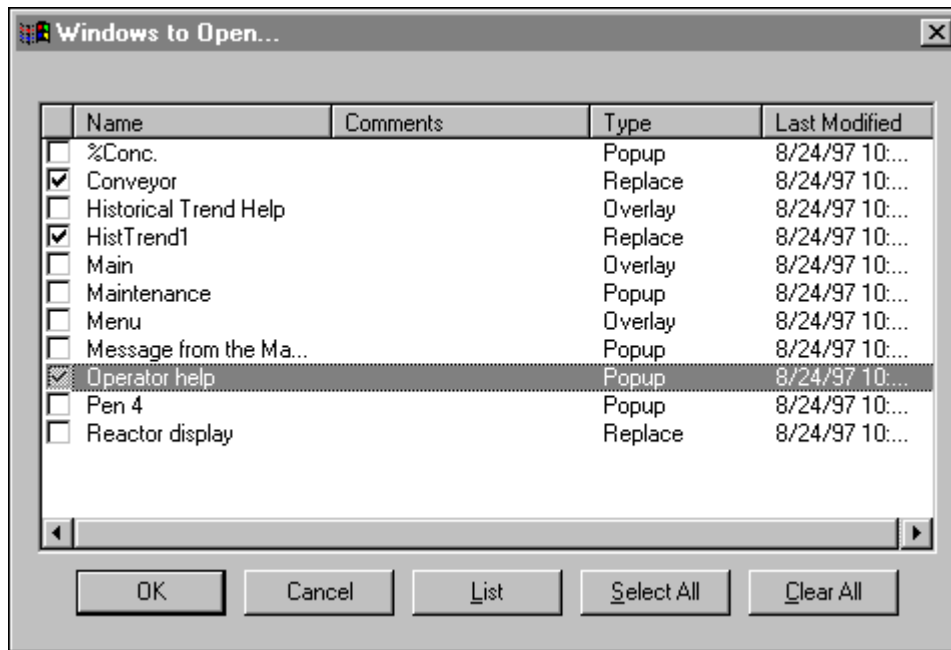 Windows to Open...
Name Comments Type Last Modified
%Conc. Popup 8/24/97 10:...
Conveyor Replace 8/24/97 10:...
Historical Trend Help Overlay 8/24/97 10:...
HistTrend1 Replace 8/24/97 10:...
Main Overlay 8/24/97 10:...
Maintenance Popup 8/24/97 10:...
Menu Overlay 8/24/97 10:...
Message from the Ma... Popup 8/24/97 10:...
Operator help Popup 8/24/97 10:...
Pen 4 Popup 8/24/97 10:...
Reactor display Replace 8/24/97 10:...
OK Cancel List Select All Clear All